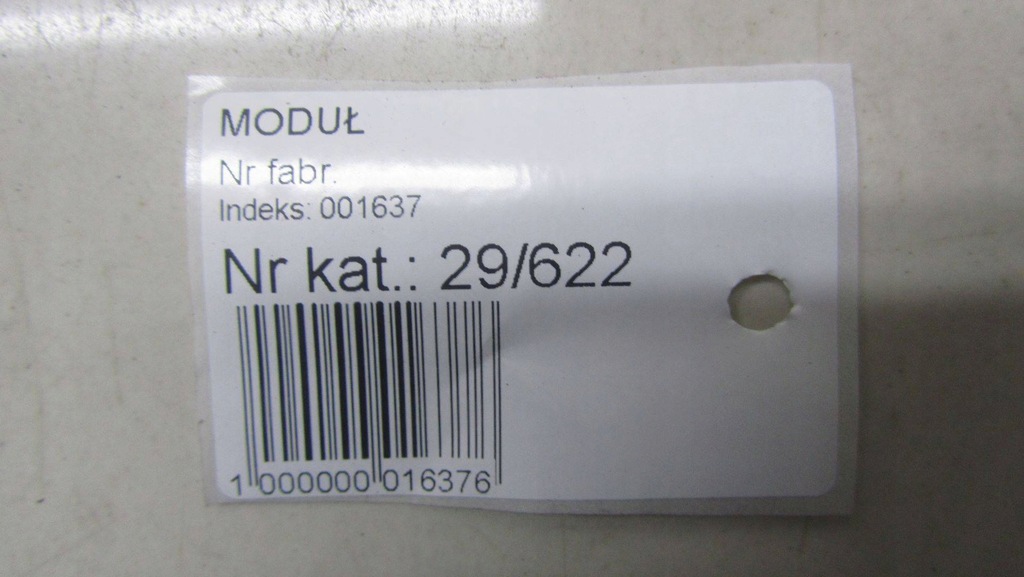 MODUŁ
Nr fabr.
Indeks: 001637
Nr kat.: 29/622
1 000000 016376